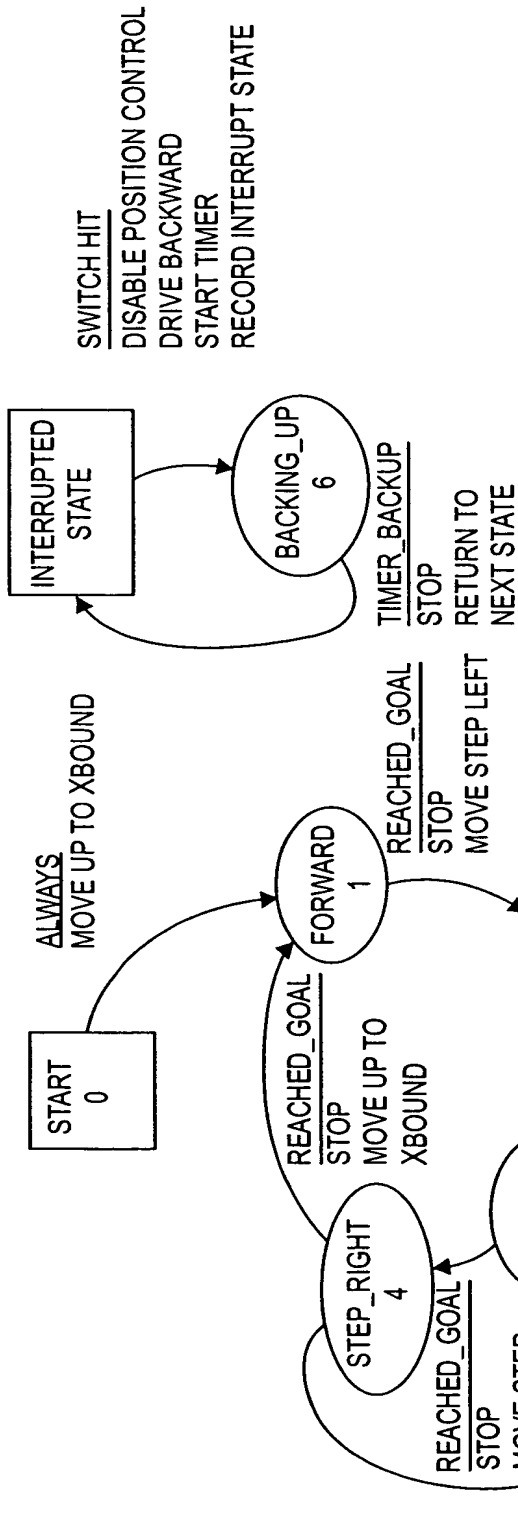 START
0
ALWAYS
MOVE UP TO XBOUND
INTERRUPTED
STATE
SWITCH HIT
DISABLE POSITION CONTROL
DRIVE BACKWARD
START TIMER
RECORD INTERRUPT STATE
BACKING_UP
6
TIMER_BACKUP
STOP
RETURN TO
NEXT STATE
FORWARD
1
REACHED_GOAL
STOP
MOVE STEP LEFT
REACHED_GOAL
STOP
MOVE UP TO
XBOUND
STEP_RIGHT
4
REACHED_GOAL
STOP
MOVE STEP